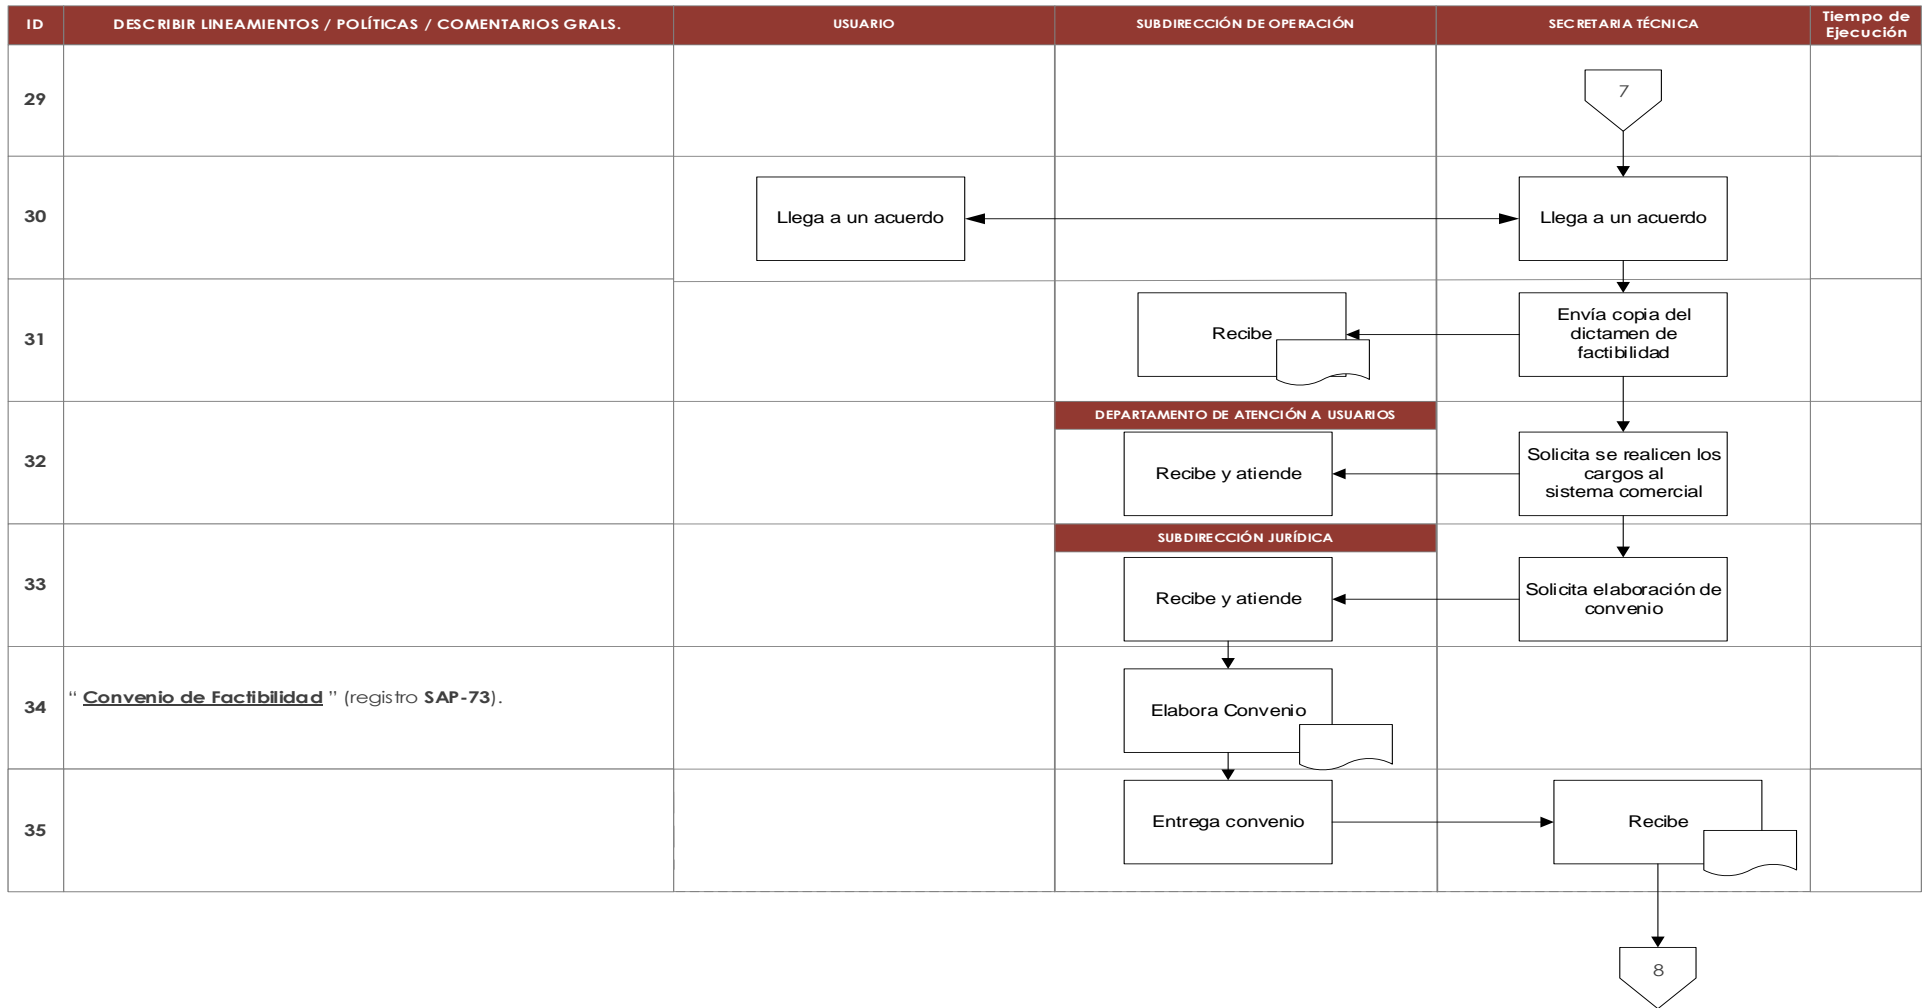 ID
DESCRIBIR LINEAMIENTOS / POLÍTICAS / COMENTARIOS GRALS.
USUARIO
SUBDIRECCIÓN DE OPERACIÓN
SECRETARIA TÉCNICA
Tiempo de
Ejecución
29
7
30
Llega a un acuerdo
Llega a un acuerdo
31
Recibe
Envía copia del
dictamen de
factibilidad
DEPARTAMENTO DE ATENCIÓN A USUARIOS
32
Recibe y atiende
Solicita se realicen los
cargos al
sistema comercial
SUBDIRECCIÓN JURÍDICA
33
Recibe y atiende
Solicita elaboración de
convenio
34
“ Convenio de Factibilidad ” (registro SAP-73).
Elabora Convenio
35
Entrega convenio
Recibe
8